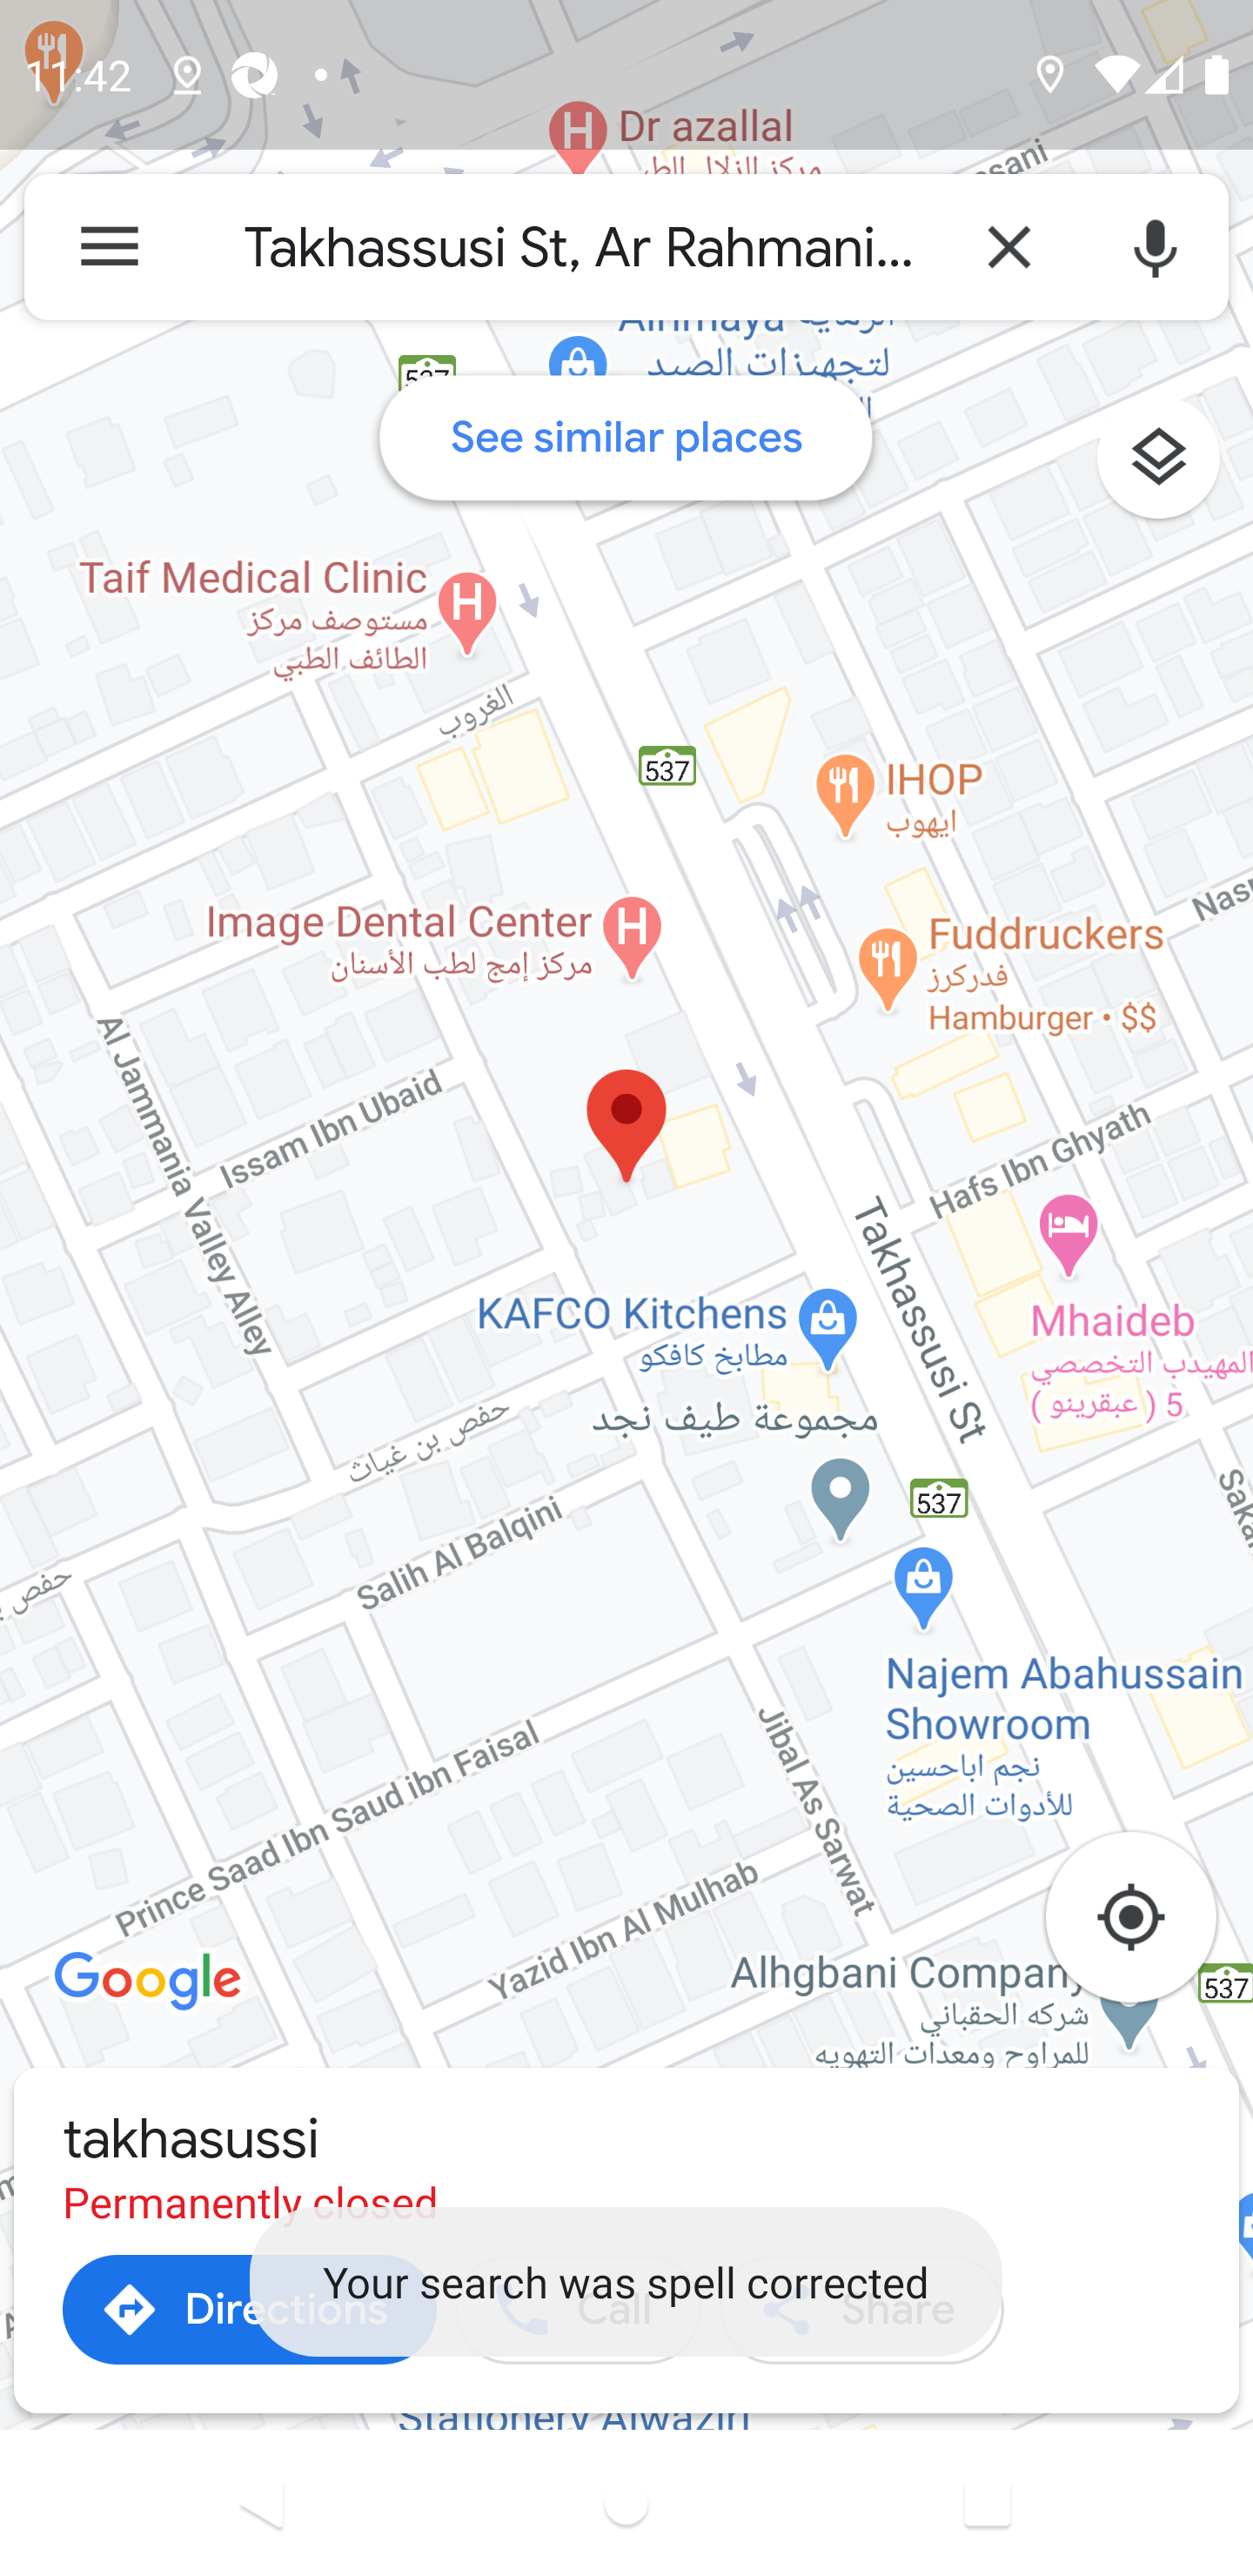 11:42
Dr azallal
Takhassusi St, Ar Rahmani...
لتجهيزات الصيد
537
See similar places
Taif Medical Clinic
مستوصف مركز
الطائف الطبي
الغروب
537
IHOP
ايهوب
Image Dental Center
مركز إمج لطب الأسنان
Fuddruckers
فدركرز
Hamburger • $$
Al Jammania Valley Alley
Issam Ibn Ubaid
Hafs Ibn Ghyath
Takhassusi St
KAFCO Kitchens
مطابخ كافكو
Mhaideb
المهيدب التخصصي
5 ( عبقرينو )
مجموعة طيف نجد
حفص بن غياث
537
Salih Al Balqini
حفص
Najem Abahussain
Showroom
نجم اباحسين
للأدوات الصحية
Jibal As Sarwat
Prince Saad Ibn Saud ibn Faisal
Yazid Ibn Al Mulhab
Google
Alhgbani Company
شركه الحقباني
للمراوح ومعدات التهويه
537
takhasussi
Permanently closed
Your search was spell corrected
Directions
Call
Share
Stationery Alwazin